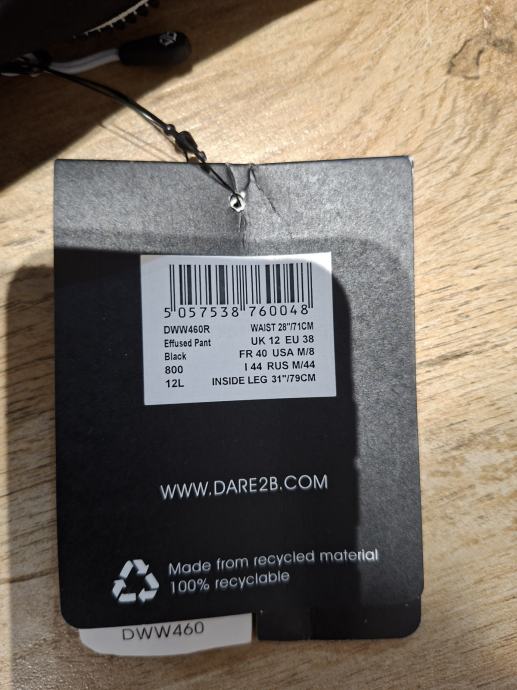 5 057538 760048
DWW460R WAIST 28"/71CM
Effused Pant UK 12 EU 38
Black FR 40 USA M/8
800 I 44 RUS M/44
12L INSIDE LEG 31"/79CM
WWW.DARE2B.COM
Made from recycled material
100% recyclable
DWW460